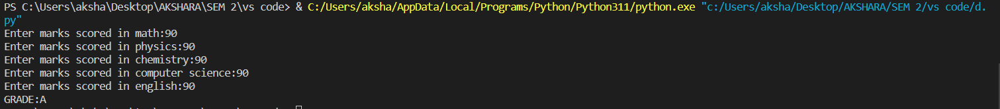 PS C:\Users\aksha\Desktop\AKSHARA\SEM 2\vs code> & C:/Users/aksha/AppData/Local/Programs/Python/Python311/python.exe "c:/Users/aksha/Desktop/AKSHARA/SEM 2/vs code/d.
py"
Enter marks scored in math:90
Enter marks scored in physics:90
Enter marks scored in chemistry:90
Enter marks scored in computer science:90
Enter marks scored in english:90
GRADE:A